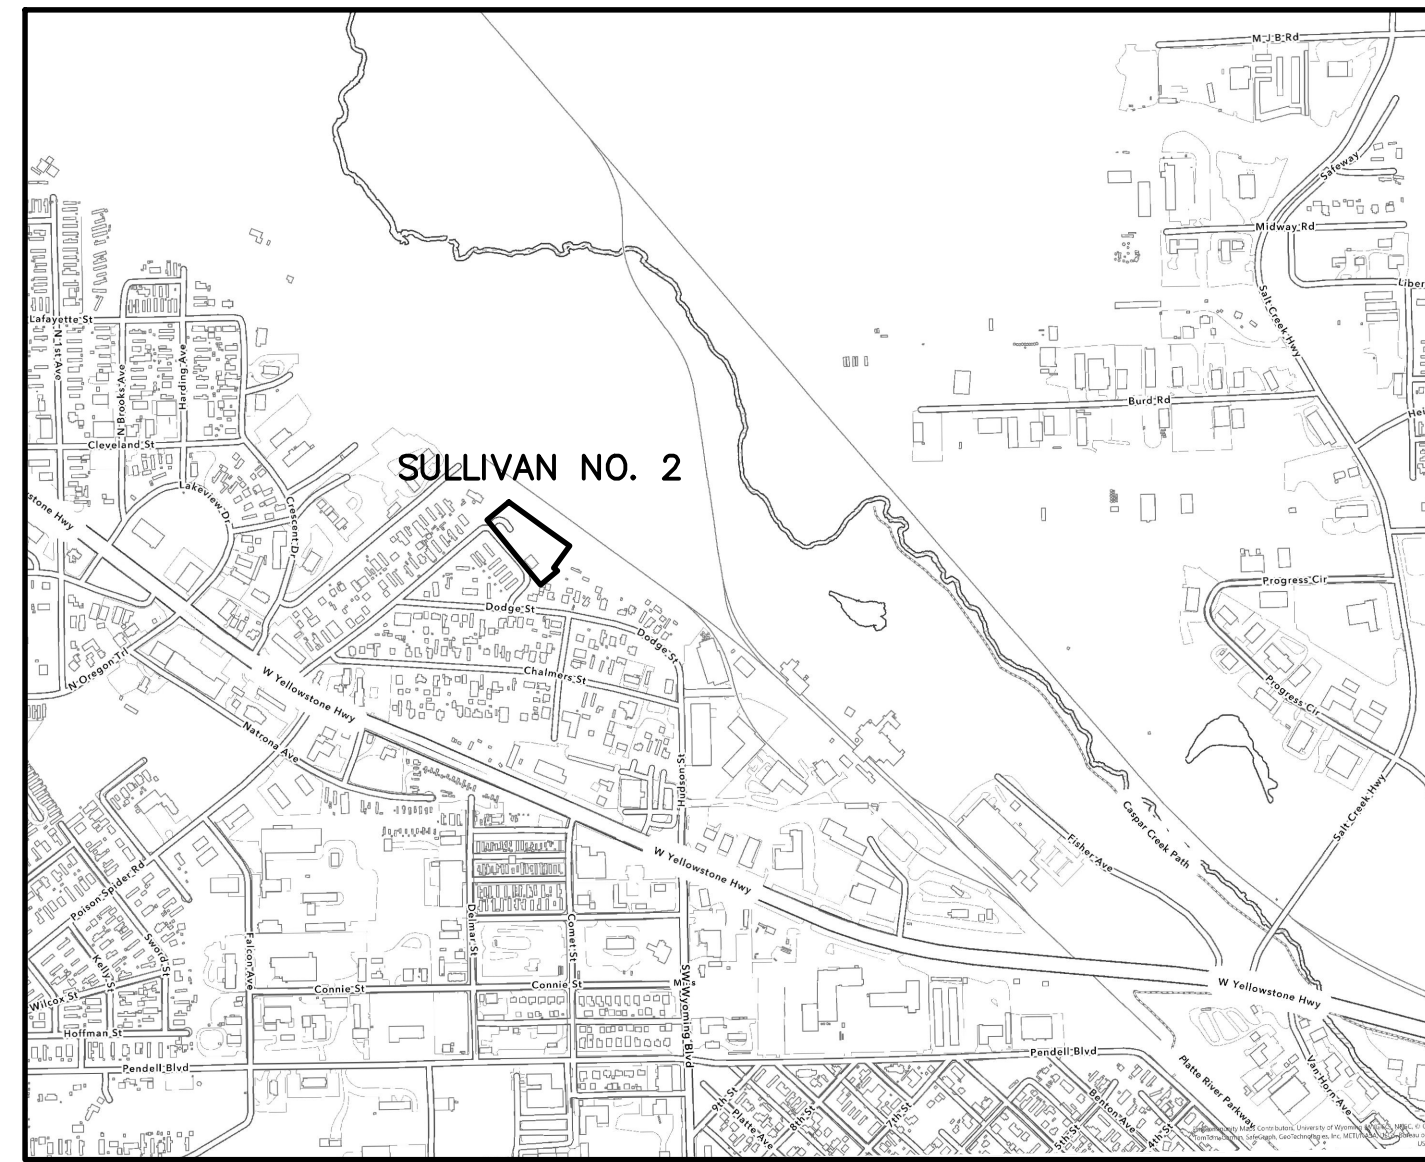 M J B Rd
Safeway
Midway Rd
Salt Creek Hwy
Lafayette St
N 1st Ave
N Brooks Ave
Harding Ave
Cleveland St
Burd Rd
SULLIVAN NO. 2
Lakeview Dr
Crescent Dr
Hwy
Progress Cir
Dodge St
Dodge St
N Oregon Trl
W Yellowstone Hwy
Chalmers St
Progress Cir
Natrona Ave
Hudson St
Salt Creek Hwy
Caspar Creek Path
Fisher Ave
W Yellowstone Hwy
Poison Spider Rd
Delmar St
Comet St
Sword St
Kelly St
Falcon Ave
Wilcox St
Connie St
Connie St
SW Wyoming Blvd
W Yellowstone Hwy
Hoffman St
Pendell Blvd
Pendell Blvd
Platte River Parkway
Van Horn Ave
9th St
Platte Ave
8th St
7th St
Benton Ave
5th St
4th St